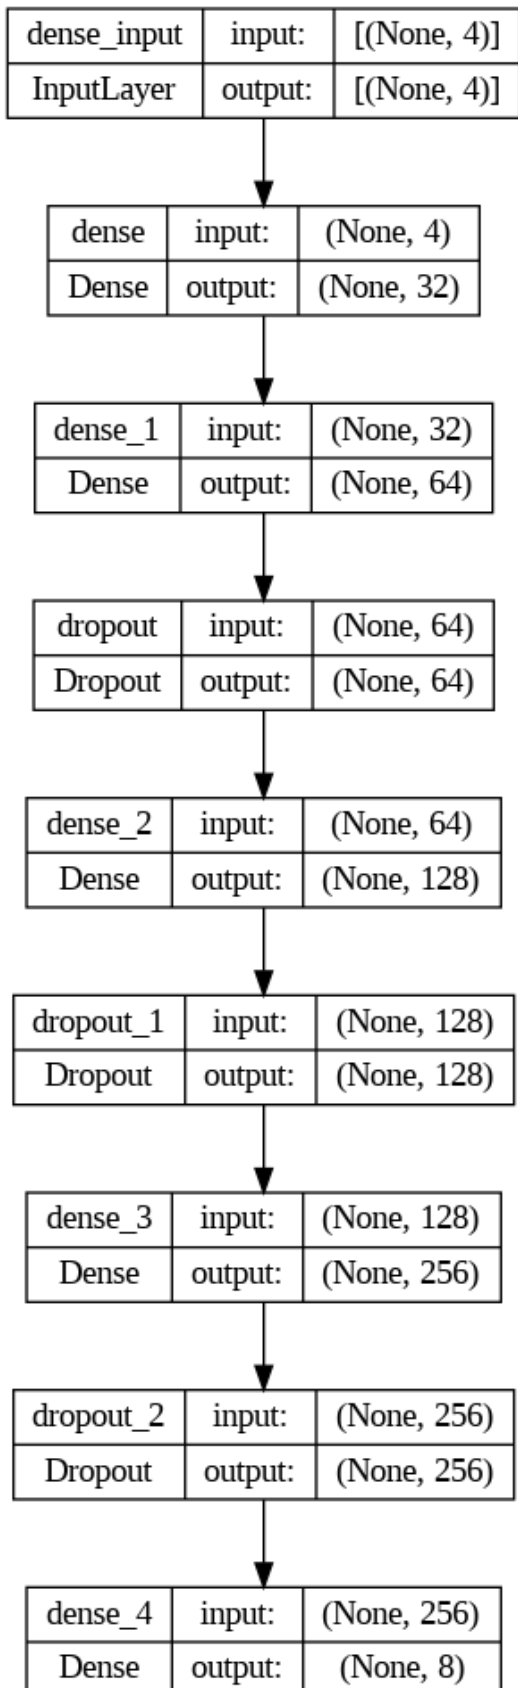 dense_input input: [(None, 4)]
InputLayer output: [(None, 4)]
dense input: (None, 4)
Dense output: (None, 32)
dense_1 input: (None, 32)
Dense output: (None, 64)
dropout input: (None, 64)
Dropout output: (None, 64)
dense_2 input: (None, 64)
Dense output: (None, 128)
dropout_1 input: (None, 128)
Dropout output: (None, 128)
dense_3 input: (None, 128)
Dense output: (None, 256)
dropout_2 input: (None, 256)
Dropout output: (None, 256)
dense_4 input: (None, 256)
Dense output: (None, 8)